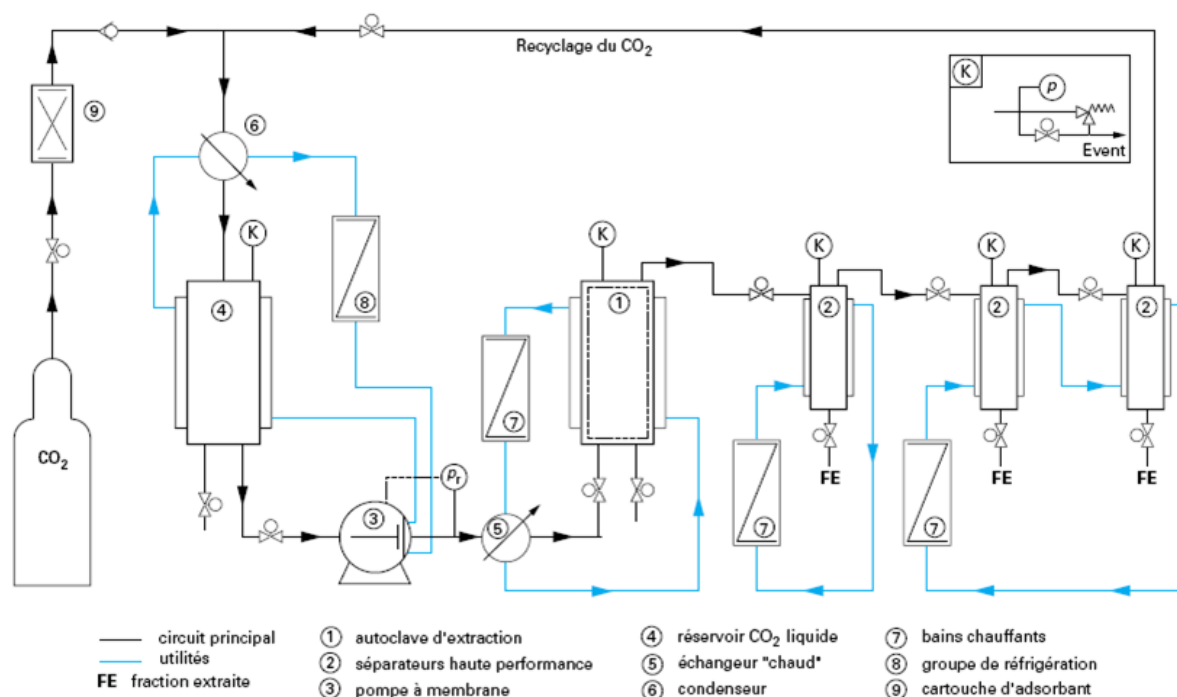 Recyclage du CO₂
K
p
Event
9
6
K
8
4
K
1
K
2
K
2
K
2
7
CO₂
pr
3
5
7
7
FE
FE
FE
circuit principal
utilités
FE fraction extraite
① autoclave d'extraction
② séparateurs haute performance
③ pompe à membrane
④ réservoir CO₂ liquide
⑤ échangeur "chaud"
⑥ condenseur
⑦ bains chauffants
⑧ groupe de réfrigération
⑨ cartouche d'adsorbant